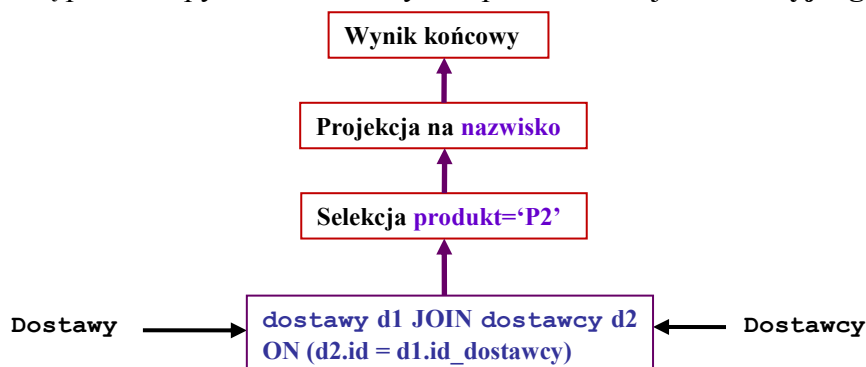 Wynik końcowy
Projekcja na nazwisko
Selekcja produkt=‘P2’
Dostawy
dostawy d1 JOIN dostawcy d2
ON (d2.id = d1.id_dostawcy)
Dostawcy